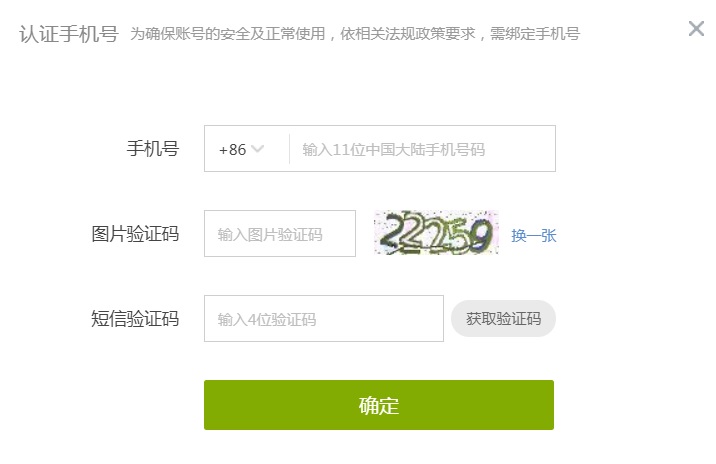 认证手机号 为确保账号的安全及正常使用，依相关法规政策要求，需绑定手机号
手机号 +86 输入11位中国大陆手机号码
图片验证码 输入图片验证码 换一张
短信验证码 输入4位验证码 获取验证码
确定